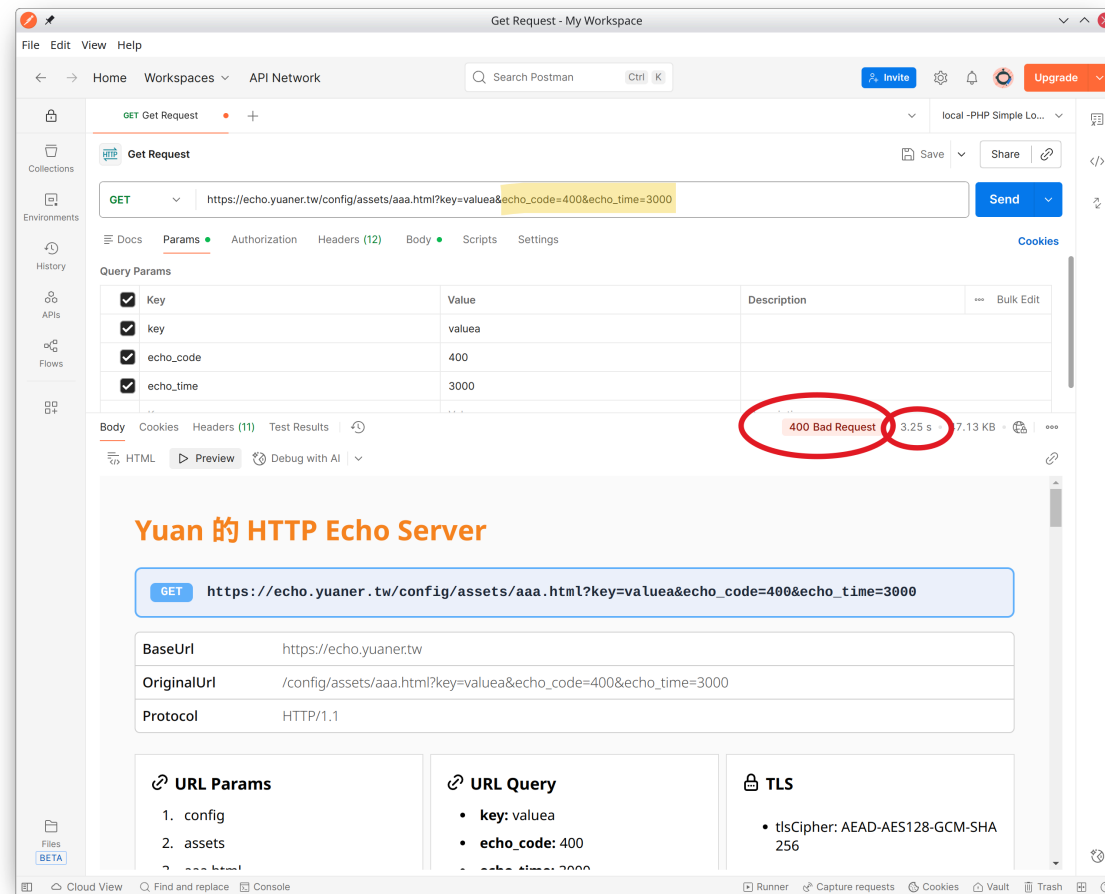 Get Request - My Workspace
File Edit View Help
Home Workspaces API Network Search Postman Ctrl K Invite Upgrade
GET Get Request local -PHP Simple Lo...
HTTP Get Request Save Share
GET https://echo.yuaner.tw/config/assets/aaa.html?key=valuea&echo_code=400&echo_time=3000 Send
Docs Params Authorization Headers (12) Body Scripts Settings Cookies
Query Params
Key Value Description Bulk Edit
key valuea
echo_code 400
echo_time 3000
Collections
Environments
History
APIs
Flows
Body Cookies Headers (11) Test Results 400 Bad Request 3.25 s 7.13 KB
HTML Preview Debug with AI
Yuan 的 HTTP Echo Server
GET https://echo.yuaner.tw/config/assets/aaa.html?key=valuea&echo_code=400&echo_time=3000
BaseUrl https://echo.yuaner.tw
OriginalUrl /config/assets/aaa.html?key=valuea&echo_code=400&echo_time=3000
Protocol HTTP/1.1
URL Params
1. config
2. assets
URL Query
• key: valuea
• echo_code: 400
TLS
• tlsCipher: AEAD-AES128-GCM-SHA
256
Files
BETA
Cloud View Find and replace Console Runner Capture requests Cookies Vault Trash